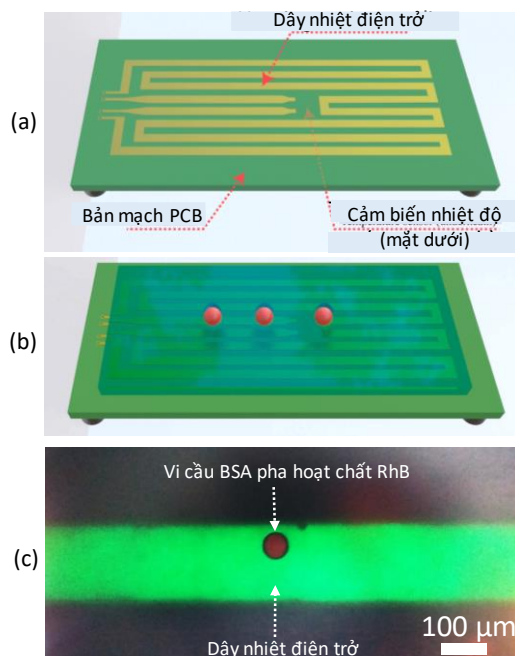 Dây nhiệt điện trở
(a)
Bản mạch PCB
Cảm biến nhiệt độ
(mặt dưới)
(b)
Vi cầu BSA pha hoạt chất RhB
(c)
100 µm
Dây nhiệt điện trở